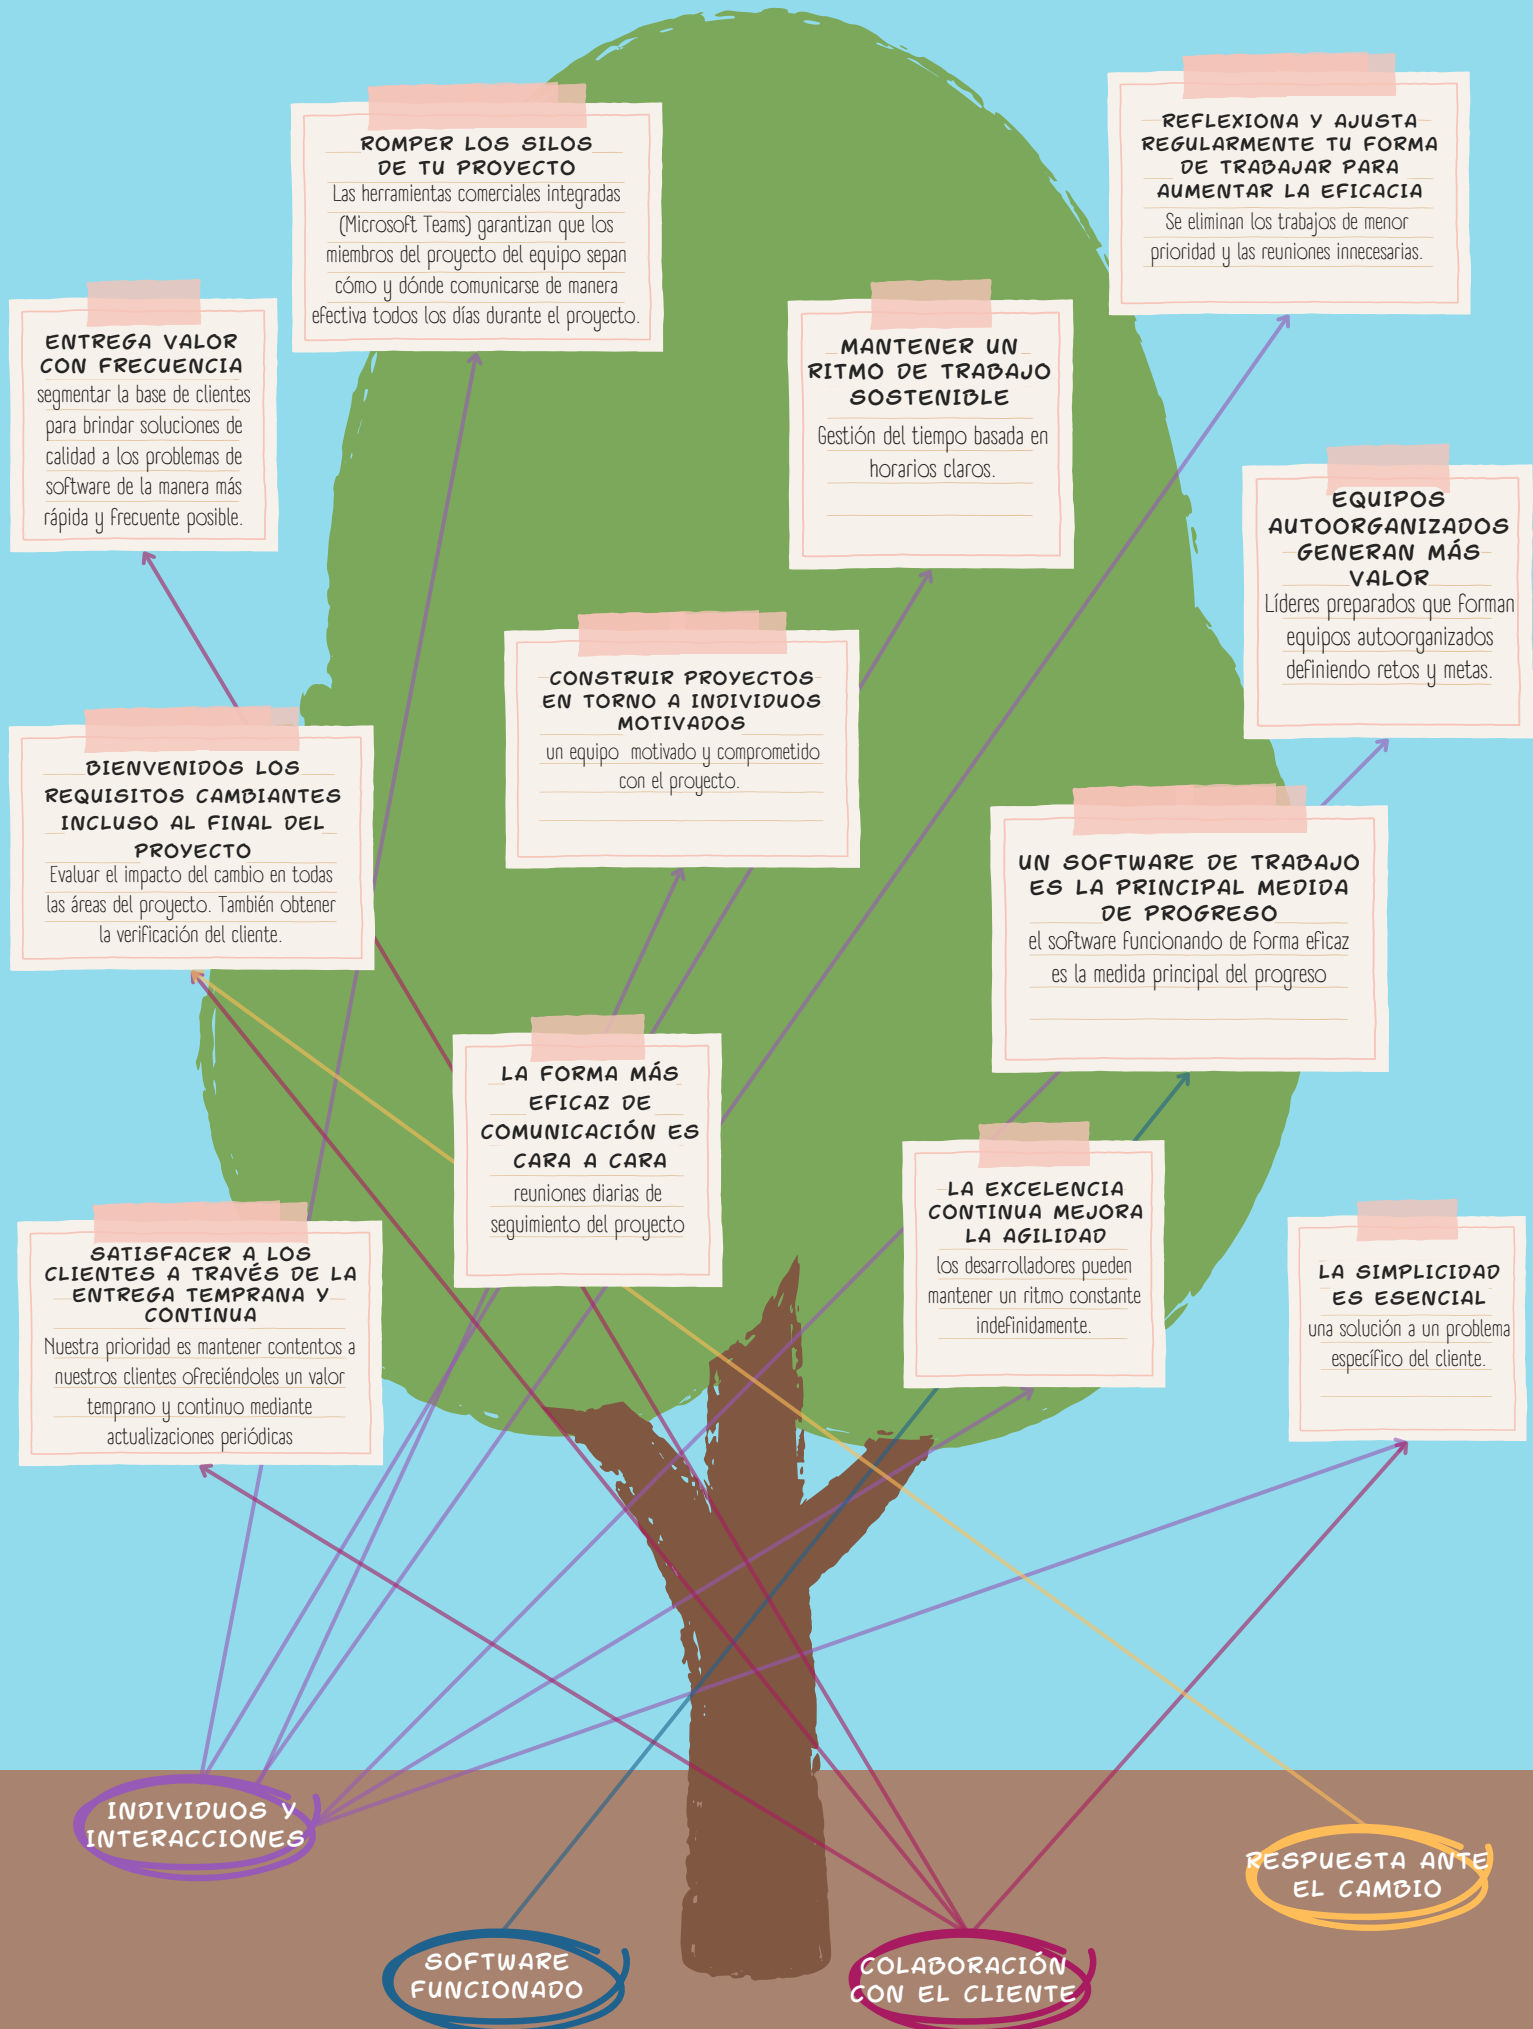 ROMPER LOS SILOS
DE TU PROYECTO
Las herramientas comerciales integradas
(Microsoft Teams) garantizan que los
miembros del proyecto del equipo sepan
cómo y dónde comunicarse de manera
efectiva todos los días durante el proyecto.
REFLEXIONA Y AJUSTA
REGULARMENTE TU FORMA
DE TRABAJAR PARA
AUMENTAR LA EFICACIA
Se eliminan los trabajos de menor
prioridad y las reuniones innecesarias.
ENTREGA VALOR
CON FRECUENCIA
segmentar la base de clientes
para brindar soluciones de
calidad a los problemas de
software de la manera más
rápida y frecuente posible.
MANTENER UN
RITMO DE TRABAJO
SOSTENIBLE
Gestión del tiempo basada en
horarios claros.
EQUIPOS
AUTOORGANIZADOS
GENERAN MÁS
VALOR
Líderes preparados que forman
equipos autoorganizados
definiendo retos y metas.
CONSTRUIR PROYECTOS
EN TORNO A INDIVIDUOS
MOTIVADOS
un equipo motivado y comprometido
con el proyecto.
BIENVENIDOS LOS
REQUISITOS CAMBIANTES
INCLUSO AL FINAL DEL
PROYECTO
Evaluar el impacto del cambio en todas
las áreas del proyecto. También obtener
la verificación del cliente.
UN SOFTWARE DE TRABAJO
ES LA PRINCIPAL MEDIDA
DE PROGRESO
el software funcionando de forma eficaz
es la medida principal del progreso
LA FORMA MÁS
EFICAZ DE
COMUNICACIÓN ES
CARA A CARA
reuniones diarias de
seguimiento del proyecto
LA EXCELENCIA
CONTINUA MEJORA
LA AGILIDAD
los desarrolladores pueden
mantener un ritmo constante
indefinidamente.
SATISFACER A LOS
CLIENTES A TRAVÉS DE LA
ENTREGA TEMPRANA Y
CONTINUA
Nuestra prioridad es mantener contentos a
nuestros clientes ofreciéndoles un valor
temprano y continuo mediante
actualizaciones periódicas
LA SIMPLICIDAD
ES ESENCIAL
una solución a un problema
específico del cliente.
INDIVIDUOS Y
INTERACCIONES
RESPUESTA ANTE
EL CAMBIO
SOFTWARE
FUNCIONADO
COLABORACIÓN
CON EL CLIENTE